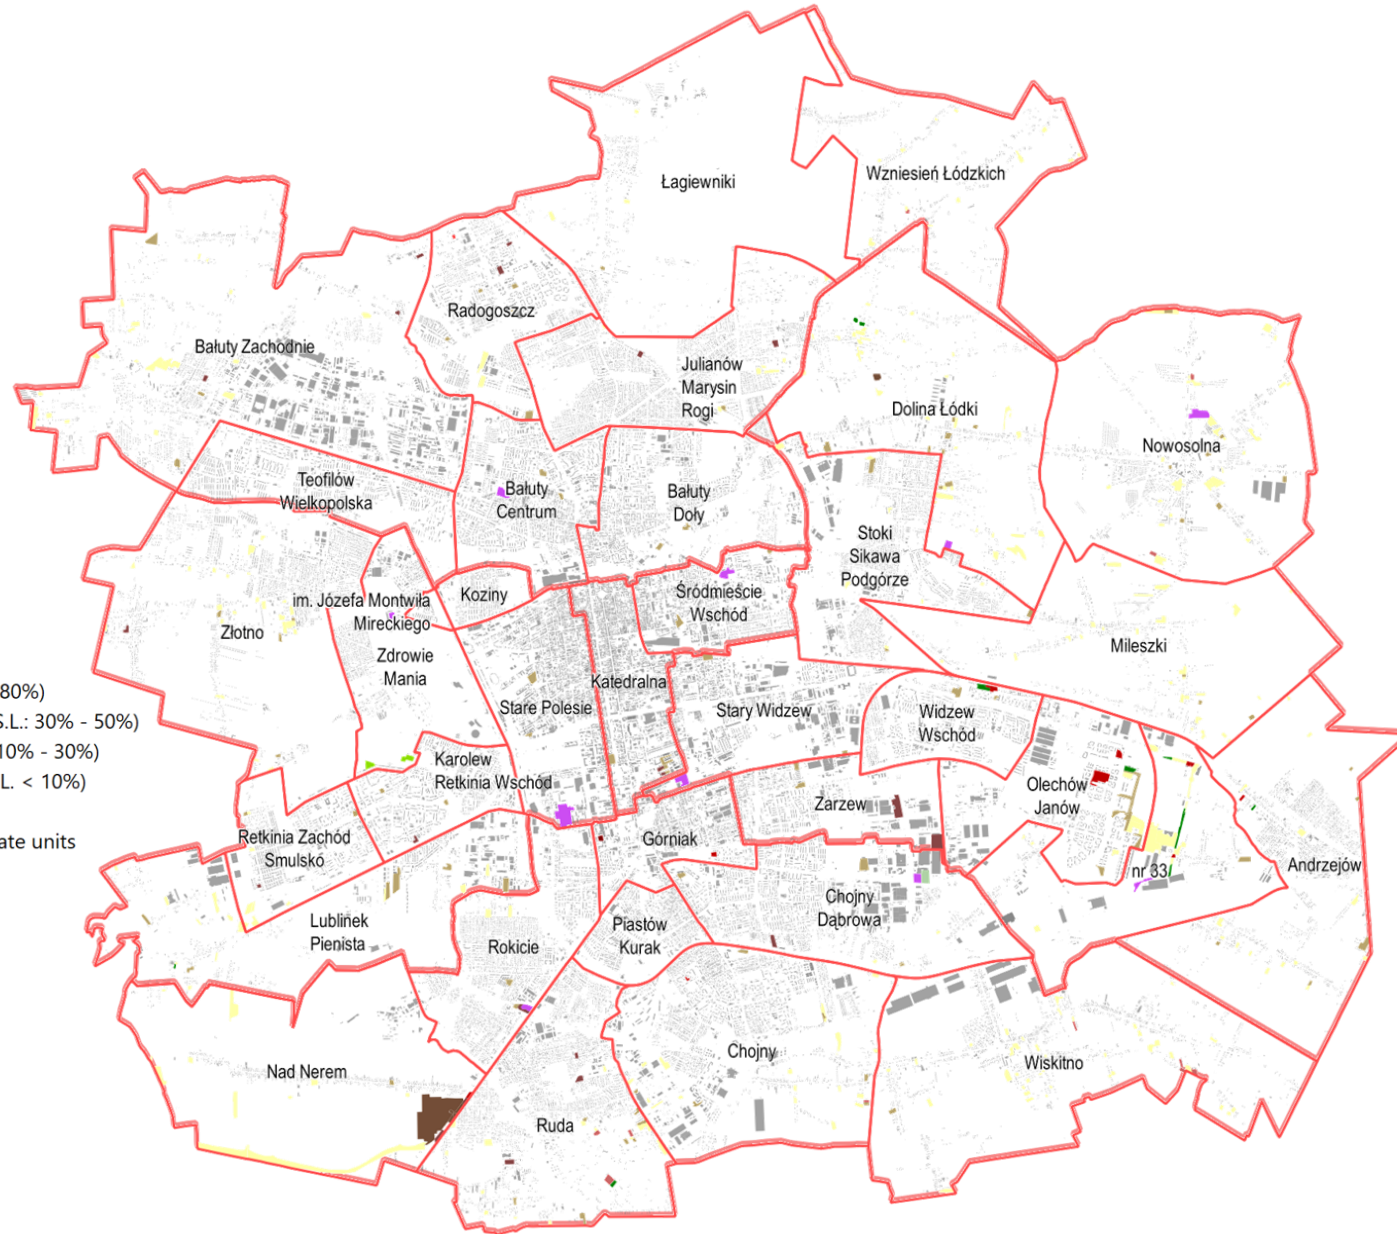 Łagiewniki
Wzniesień Łódzkich
Radogoszcz
Bałuty Zachodnie
Julianów
Marysin
Rogi
Dolina Łódki
Nowosolna
Teofilów
Wielkopolska
Bałuty
Centrum
Bałuty
Doły
Stoki
Sikawa
Podgórze
Koziny
Śródmieście
Wschód
im. Józefa Montwiła
Mireckiego
Złotno
Zdrowie
Mania
Mileszki
Katedralna
Stare Polesie
Stary Widzew
Widzew
Wschód
80%)
S.L.: 30% - 50%)
10% - 30%)
L. < 10%)
ate units
Karolew
Retkinia Wschód
Olechów
Janów
Zarzew
Górniak
Retkinia Zachód
Smulsko
nr 33
Andrzejów
Lublinek
Pienista
Chojny
Dąbrowa
Piastów
Kurak
Rokicie
Chojny
Wiskitno
Nad Nerem
Ruda